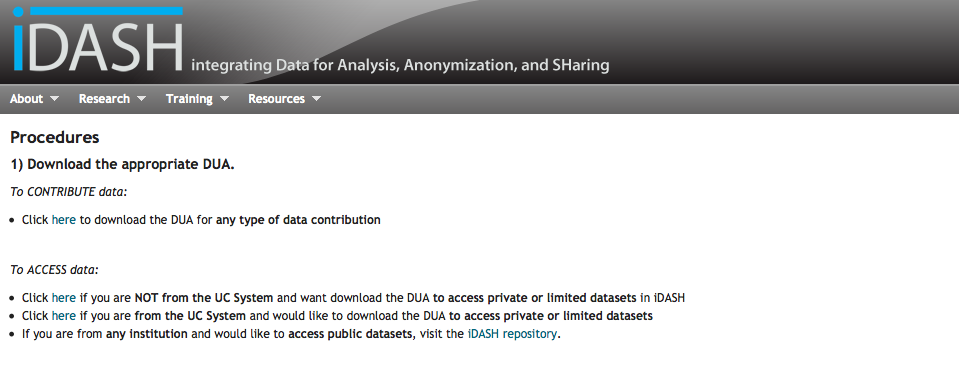 iDASH integrating Data for Analysis, Anonymization, and SHaring
About Research Training Resources
Procedures
1) Download the appropriate DUA.
To CONTRIBUTE data:
• Click here to download the DUA for any type of data contribution
To ACCESS data:
• Click here if you are NOT from the UC System and want download the DUA to access private or limited datasets in iDASH
• Click here if you are from the UC System and would like to download the DUA to access private or limited datasets
• If you are from any institution and would like to access public datasets, visit the iDASH repository.